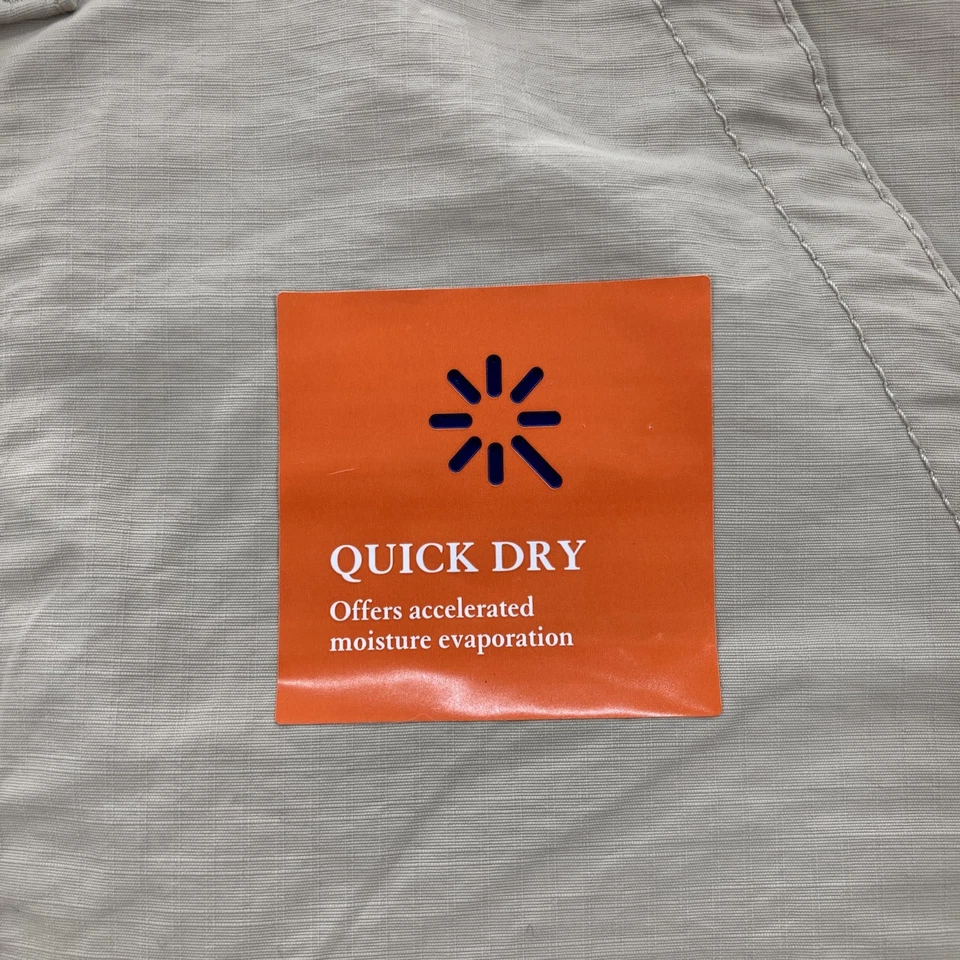 QUICK DRY
Offers accelerated
moisture evaporation